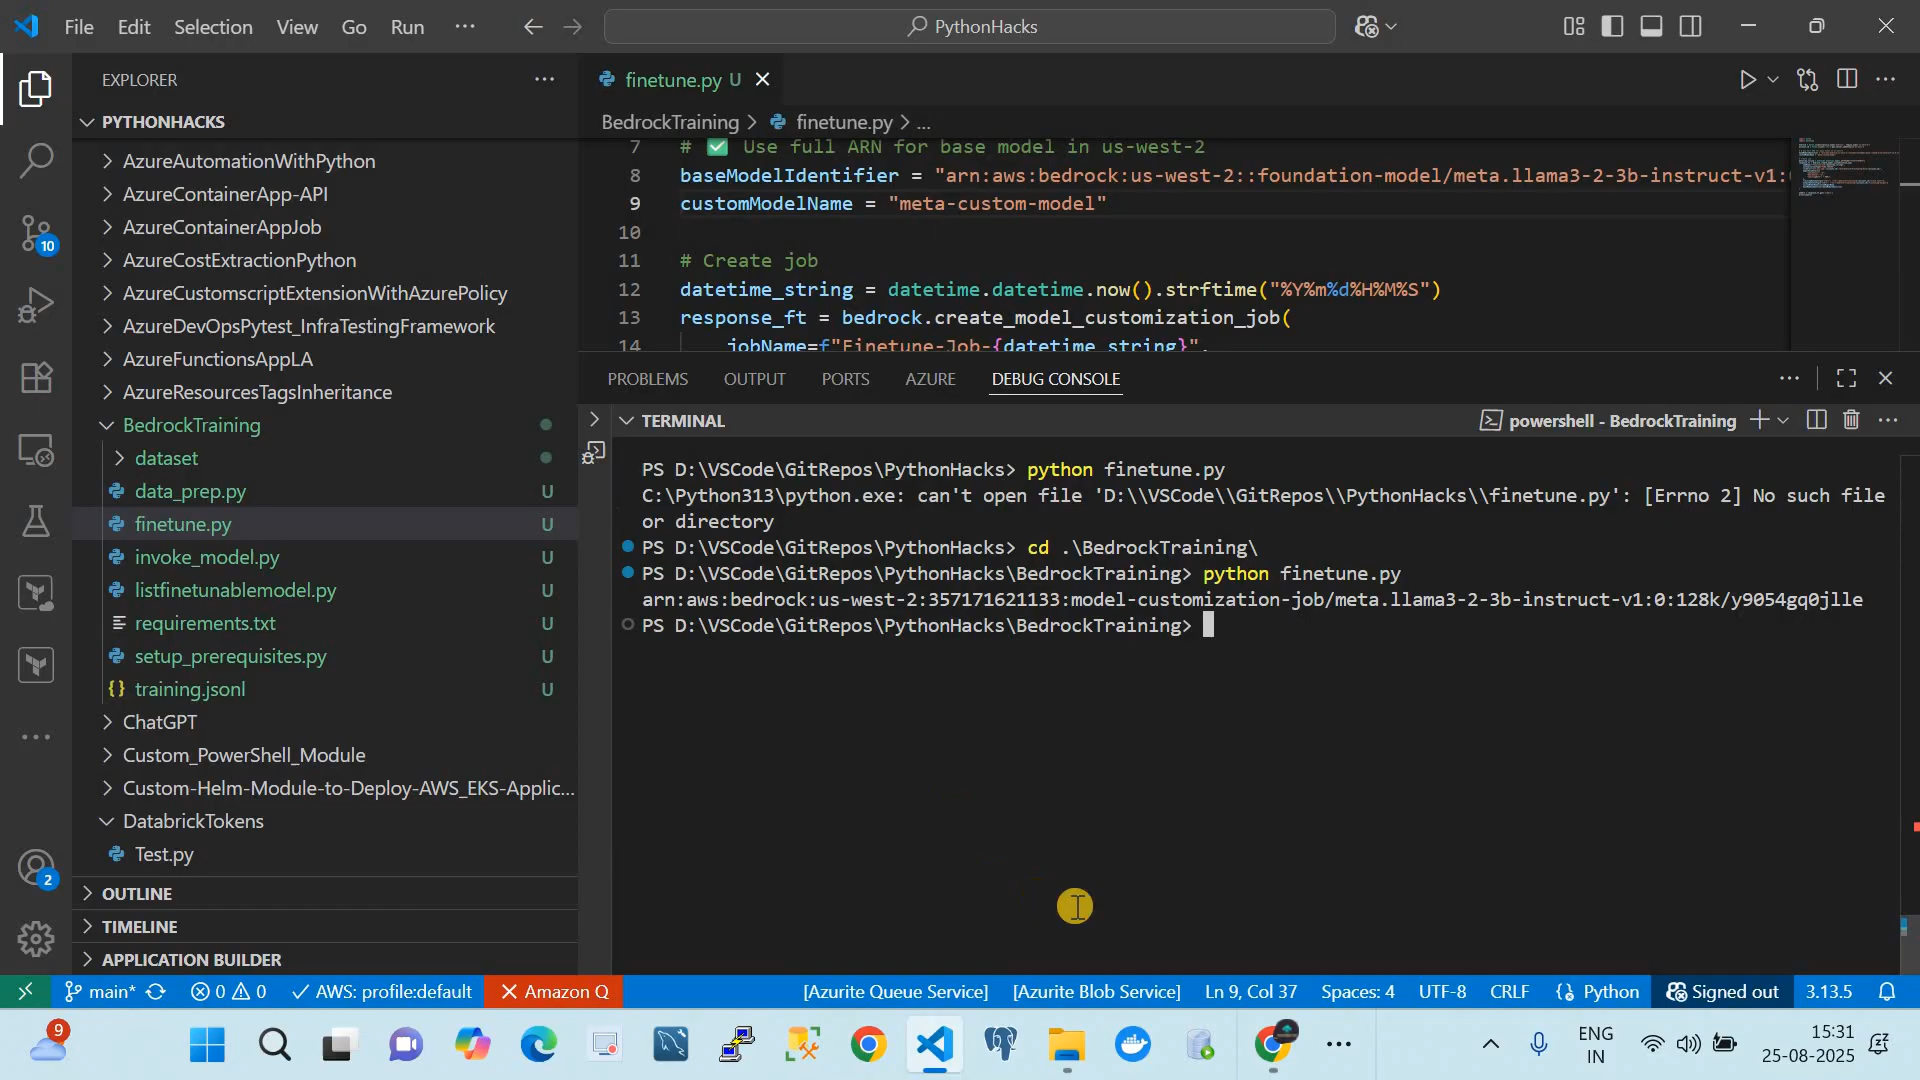 File Edit Selection View Go Run ··· PythonHacks
EXPLORER
PYTHONHACKS
AzureAutomationWithPython
AzureContainerApp-API
AzureContainerAppJob
AzureCostExtractionPython
AzureCustomscriptExtensionWithAzurePolicy
AzureDevOpsPytest_InfraTestingFramework
AzureFunctionsAppLA
AzureResourcesTagsInheritance
BedrockTraining
dataset
data_prep.py U
finetune.py U
invoke_model.py U
listfinetunablemodel.py U
requirements.txt U
setup_prerequisites.py U
training.jsonl U
ChatGPT
Custom_PowerShell_Module
Custom-Helm-Module-to-Deploy-AWS_EKS-Applic...
DatabrickTokens
Test.py
OUTLINE
TIMELINE
APPLICATION BUILDER
10
2
finetune.py U
BedrockTraining > finetune.py > ...
7 # ✅ Use full ARN for base model in us-west-2
8 baseModelIdentifier = "arn:aws:bedrock:us-west-2::foundation-model/meta.llama3-2-3b-instruct-v1:
9 customModelName = "meta-custom-model"
10
11 # Create job
12 datetime_string = datetime.datetime.now().strftime("%Y%m%d%H%M%S")
13 response_ft = bedrock.create_model_customization_job(
14 jobName=f"Finetune-Job-{datetime_string}",
PROBLEMS OUTPUT PORTS AZURE DEBUG CONSOLE
TERMINAL powershell - BedrockTraining
PS D:\VSCode\GitRepos\PythonHacks> python finetune.py
C:\Python313\python.exe: can't open file 'D:\\VSCode\\GitRepos\\PythonHacks\\finetune.py': [Errno 2] No such file
or directory
PS D:\VSCode\GitRepos\PythonHacks> cd .\BedrockTraining\
PS D:\VSCode\GitRepos\PythonHacks\BedrockTraining> python finetune.py
arn:aws:bedrock:us-west-2:357171621133:model-customization-job/meta.llama3-2-3b-instruct-v1:0:128k/y9054gq0jlle
PS D:\VSCode\GitRepos\PythonHacks\BedrockTraining>
main* 0 0 AWS: profile:default Amazon Q [Azurite Queue Service] [Azurite Blob Service] Ln 9, Col 37 Spaces: 4 UTF-8 CRLF {} Python Signed out 3.13.5
9 ENG 15:31
IN 25-08-2025